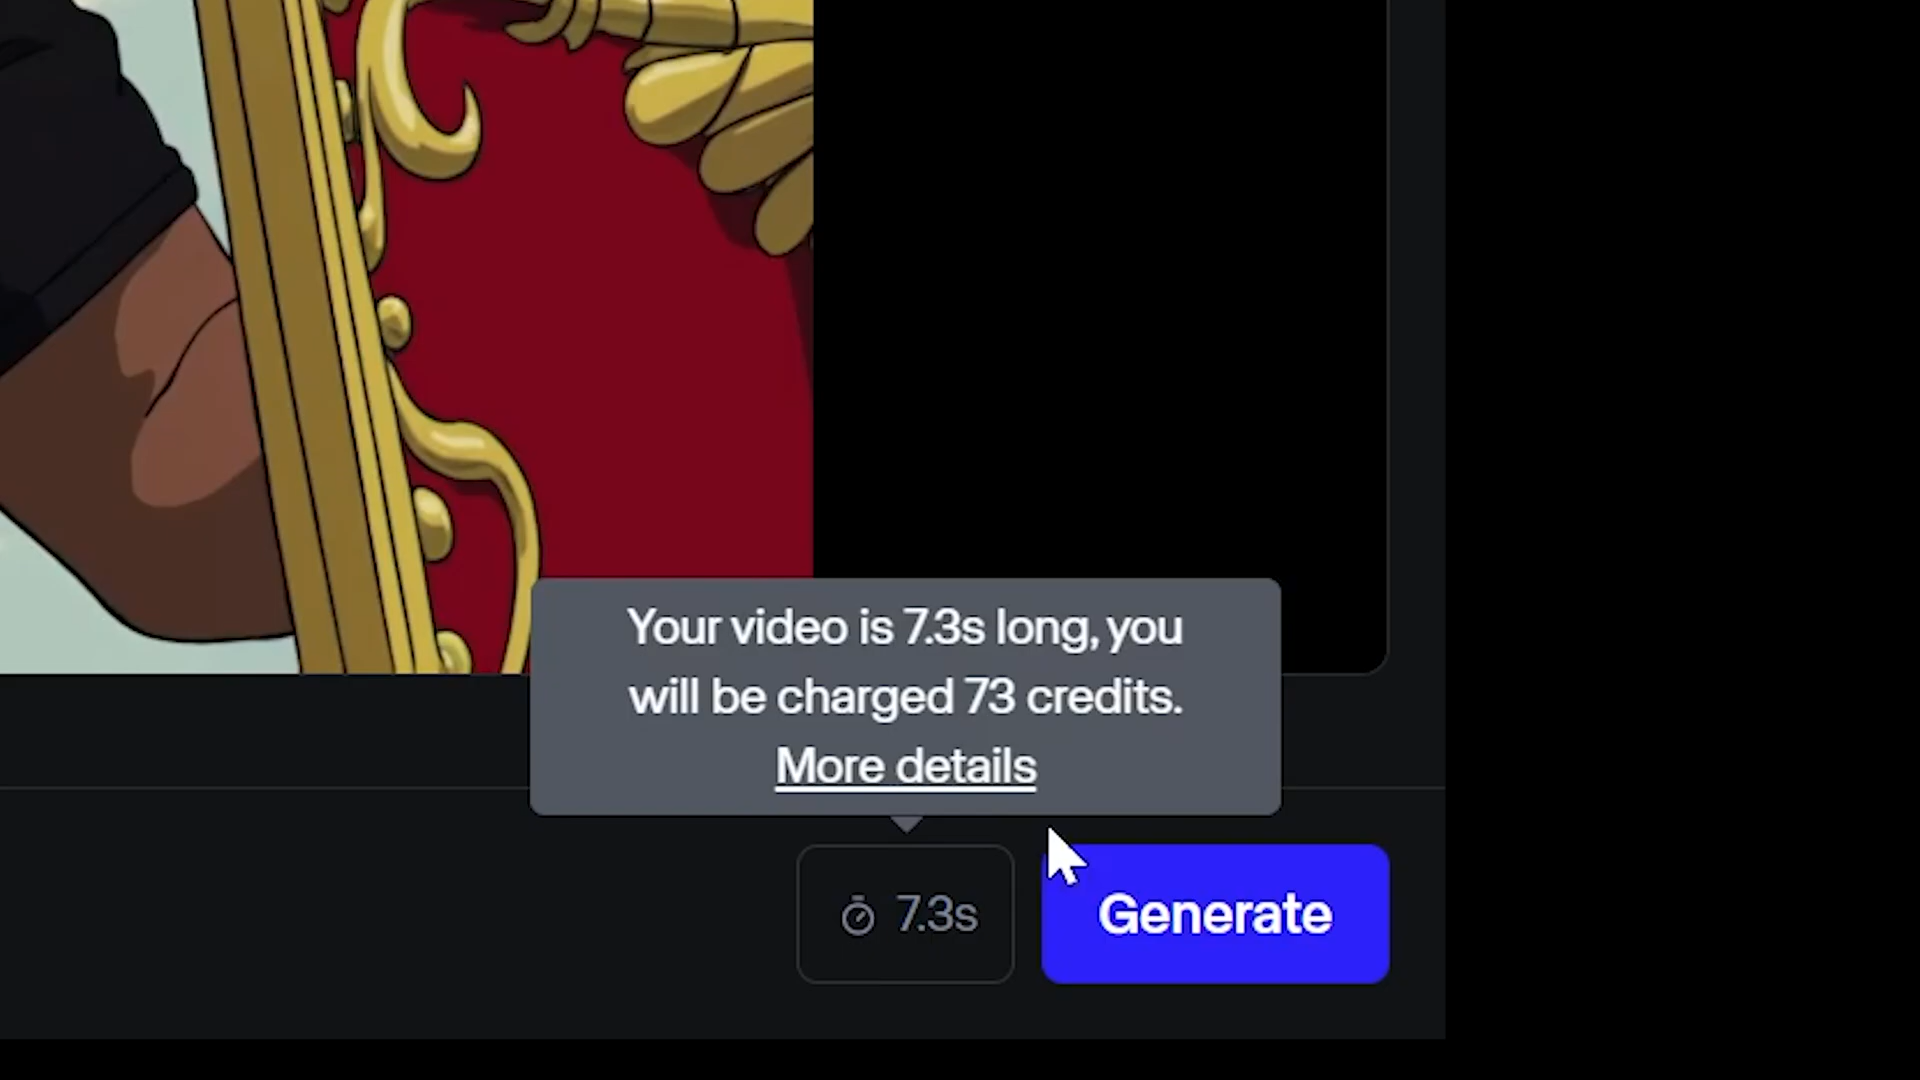 Your video is 7.3s long, you
will be charged 73 credits.
More details
7.3s
Generate